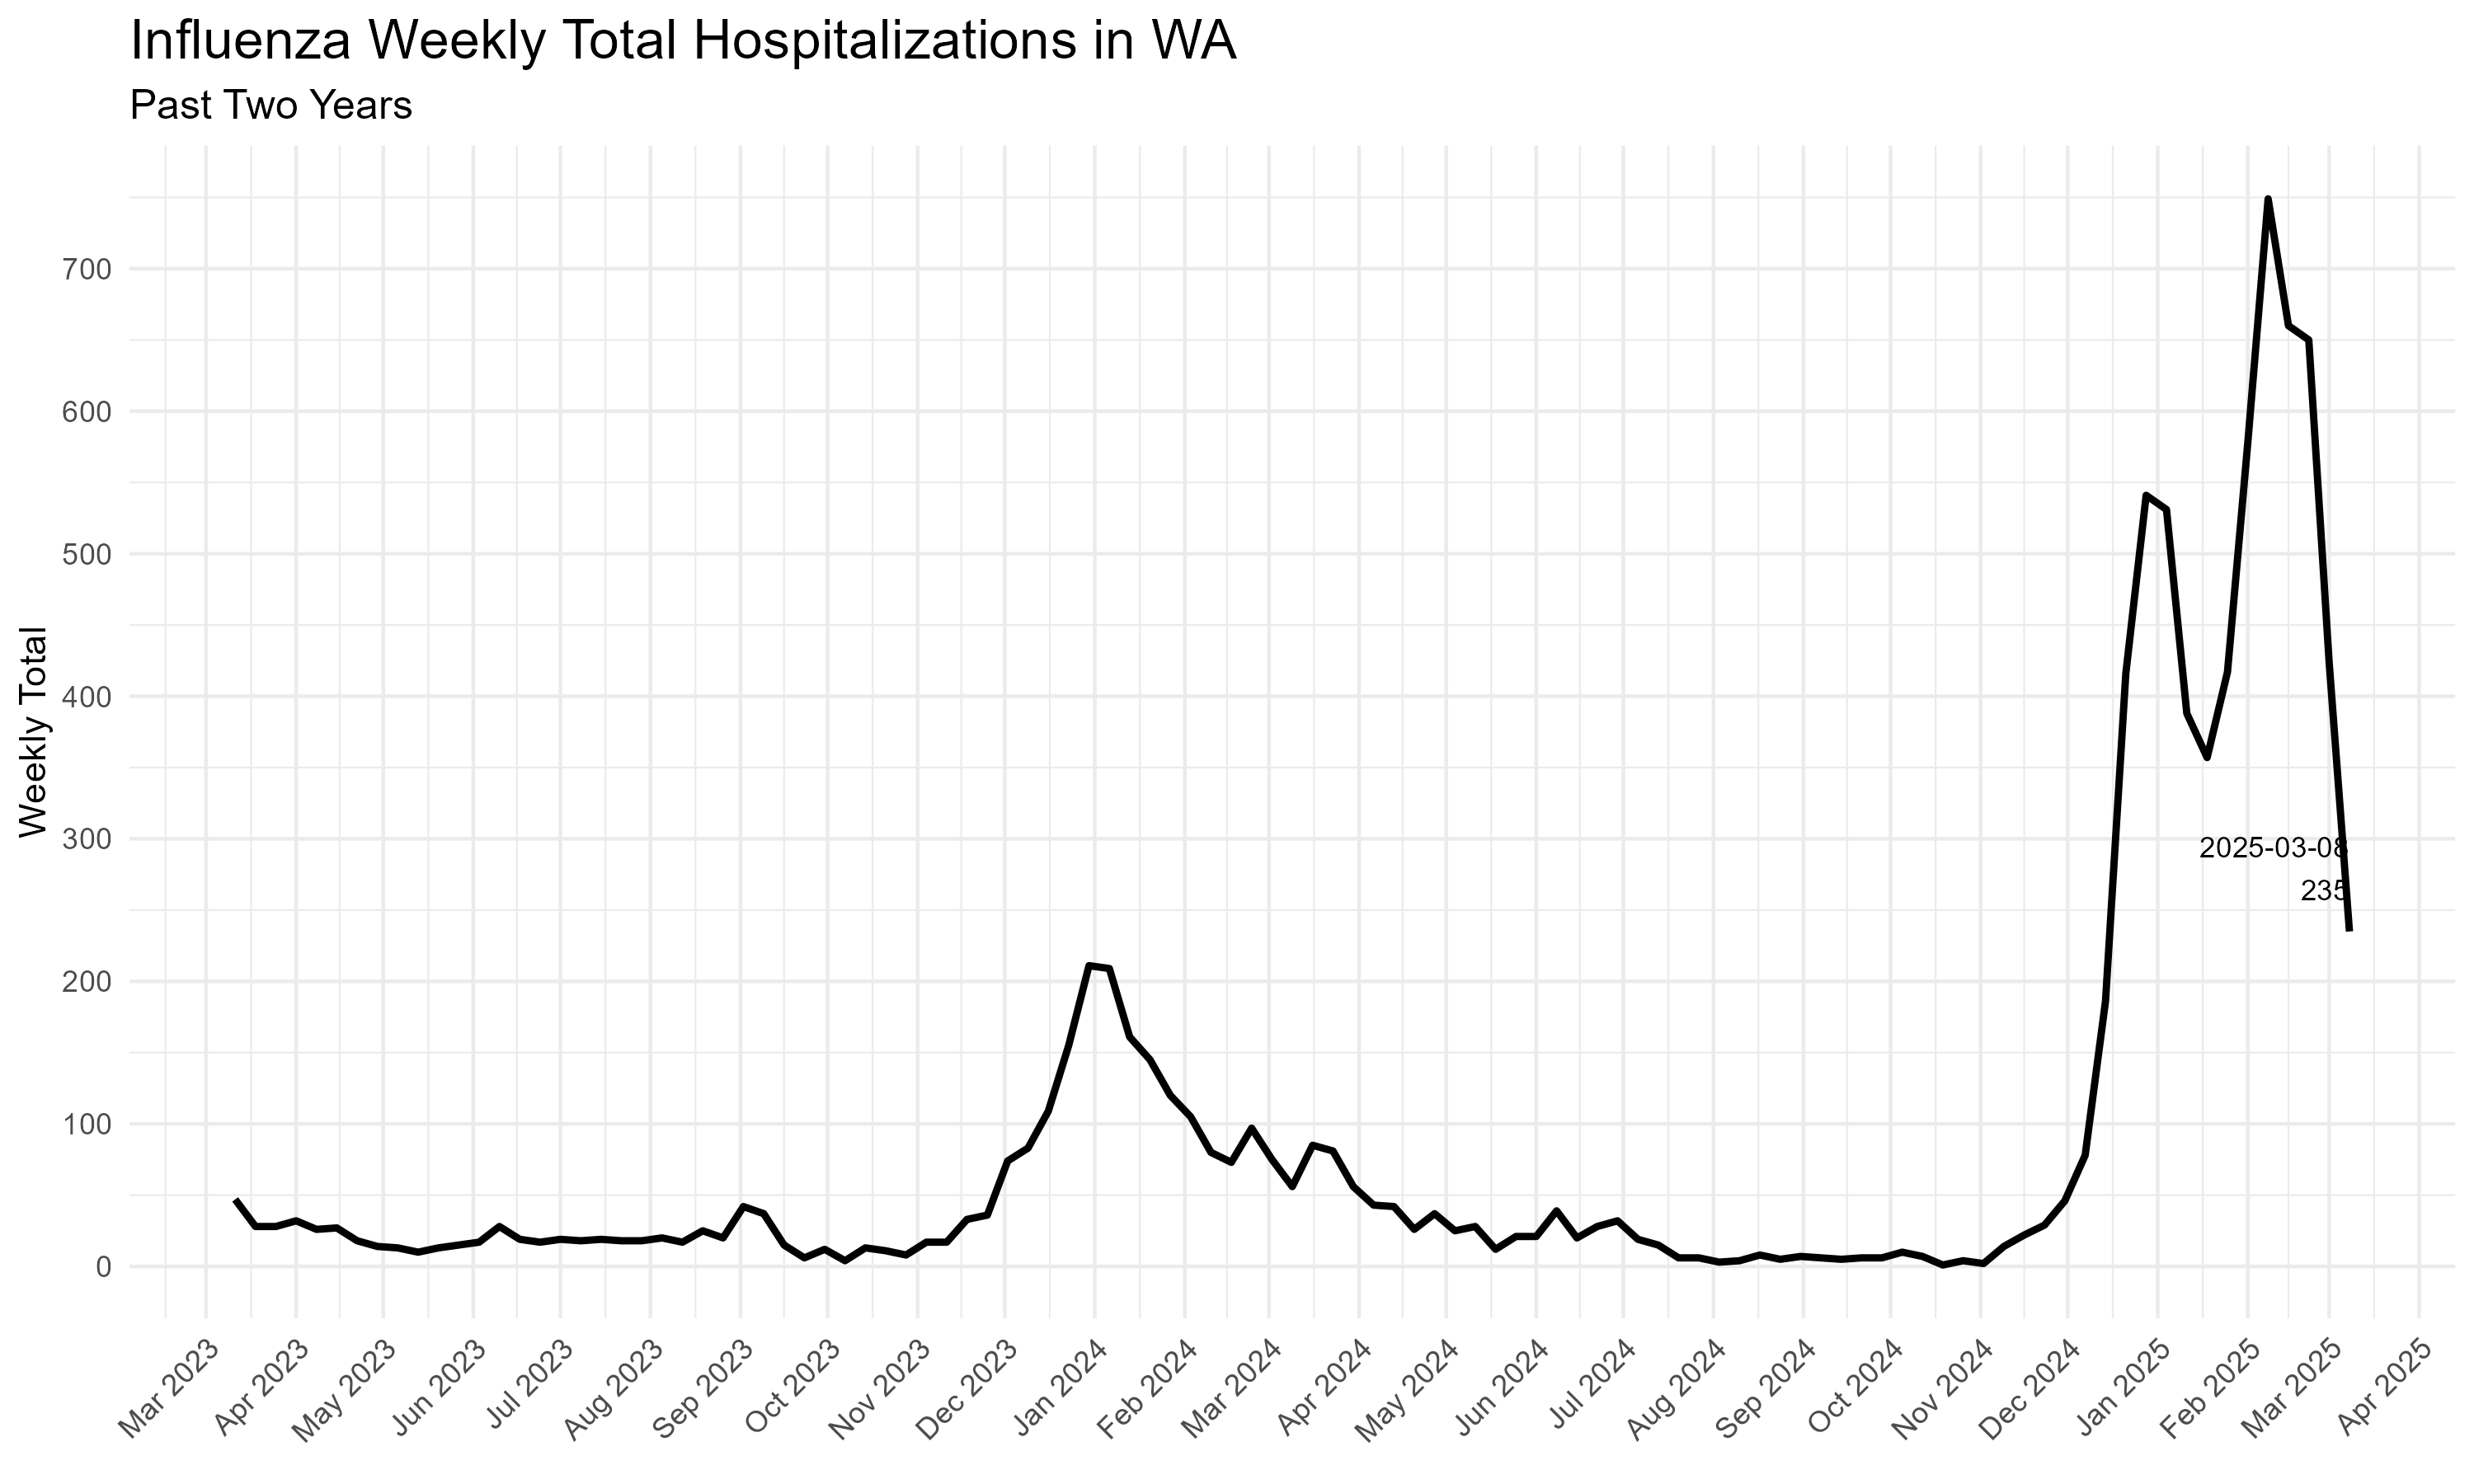 Influenza Weekly Total Hospitalizations in WA
Past Two Years
Weekly Total
700
600
500
400
300
200
100
0
2025-03-08
235
Mar 2023
Apr 2023
May 2023
Jun 2023
Jul 2023
Aug 2023
Sep 2023
Oct 2023
Nov 2023
Dec 2023
Jan 2024
Feb 2024
Mar 2024
Apr 2024
May 2024
Jun 2024
Jul 2024
Aug 2024
Sep 2024
Oct 2024
Nov 2024
Dec 2024
Jan 2025
Feb 2025
Mar 2025
Apr 2025